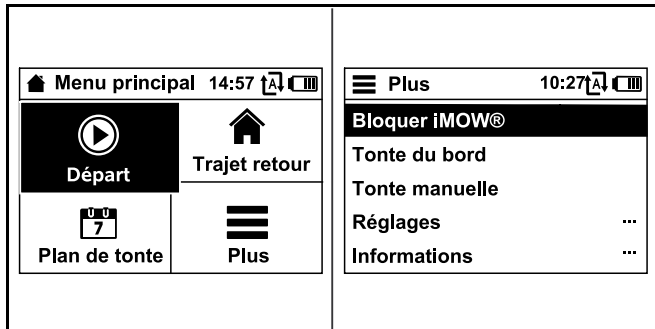 Menu principal 14:57 A
Départ
Trajet retour
7
Plan de tonte
Plus
Plus 10:27 A
Bloquer iMOW®
Tonte du bord
Tonte manuelle
Réglages ...
Informations ...